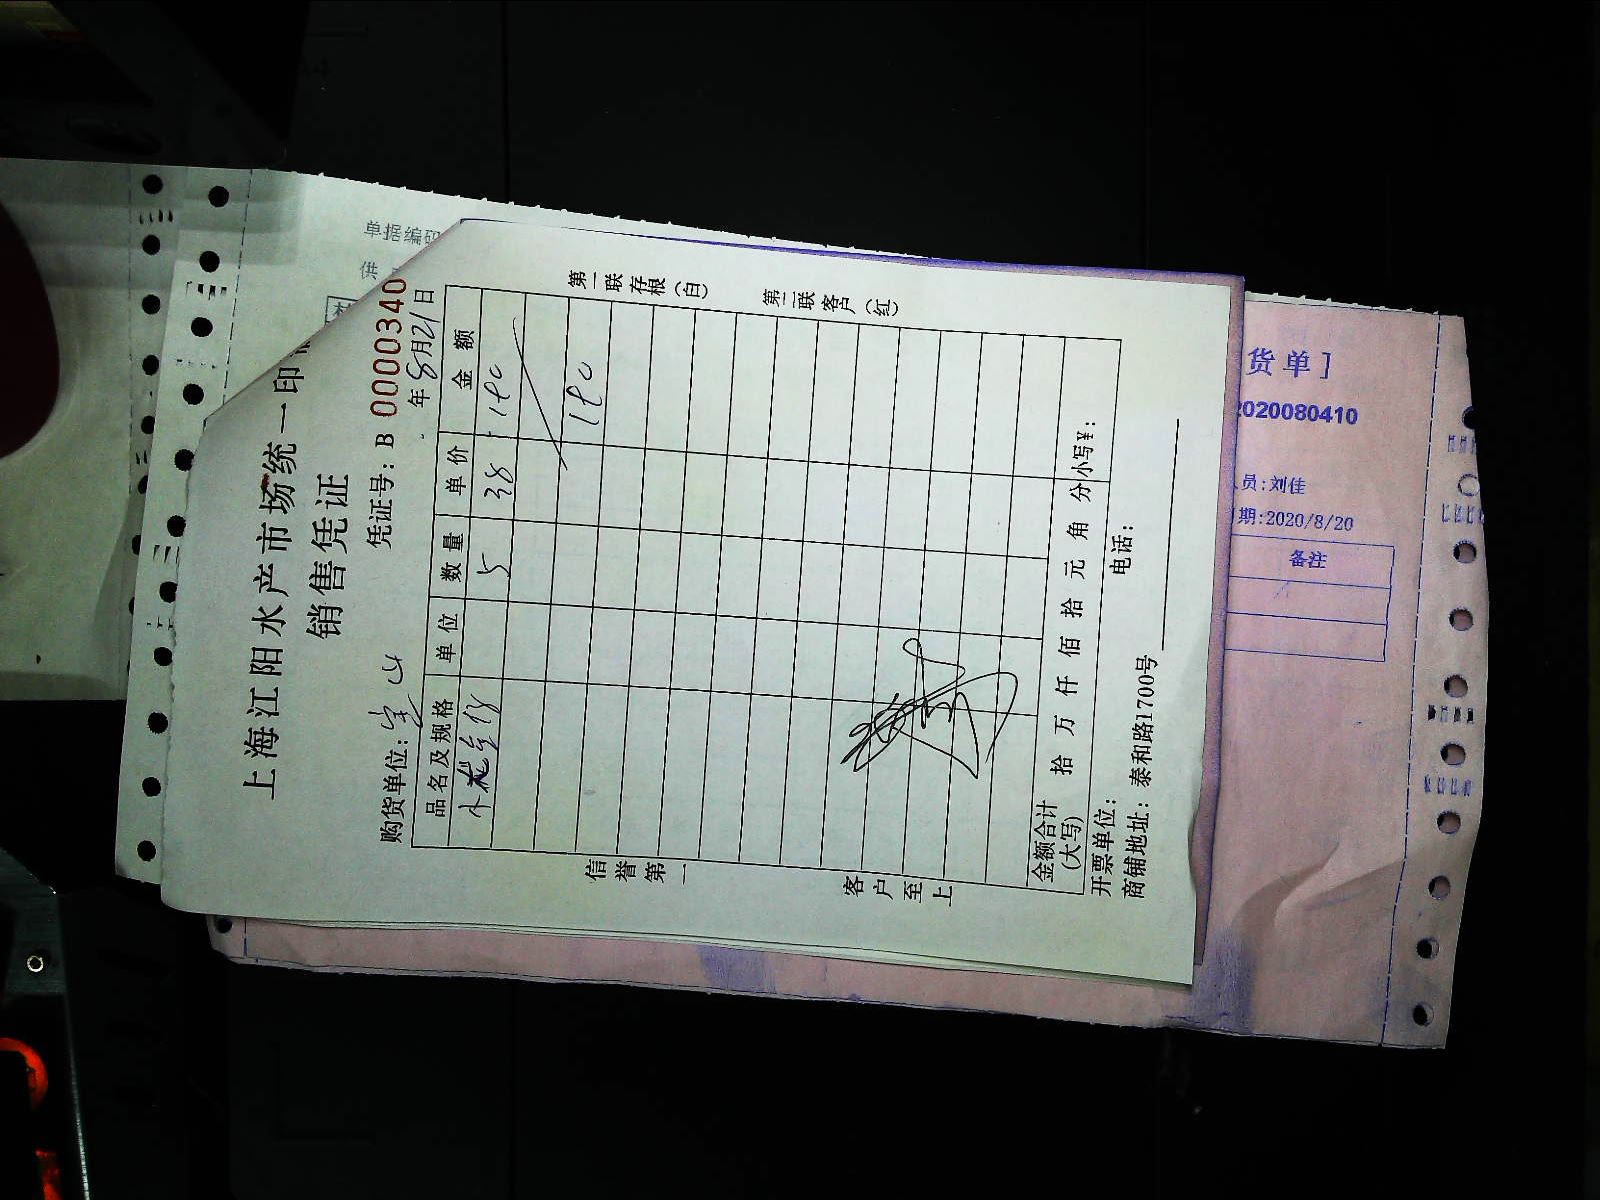 上海江阳水产市场统一印
销售凭证
凭证号：B 0000340
购货单位：宝山
年8月21日
品名及规格 单位 数量 单价 金额
5 38 190
190
金额合计(大写) 拾 万 仟 佰 拾 元 角 分 小写¥：
开票单位： 电话：
商铺地址：泰和路1700号
信誉第一
客户至上
第一联存根（白）
第二联客户（红）
单据编码
供
货单]
2020080410
员:刘佳
期:2020/8/20
备注